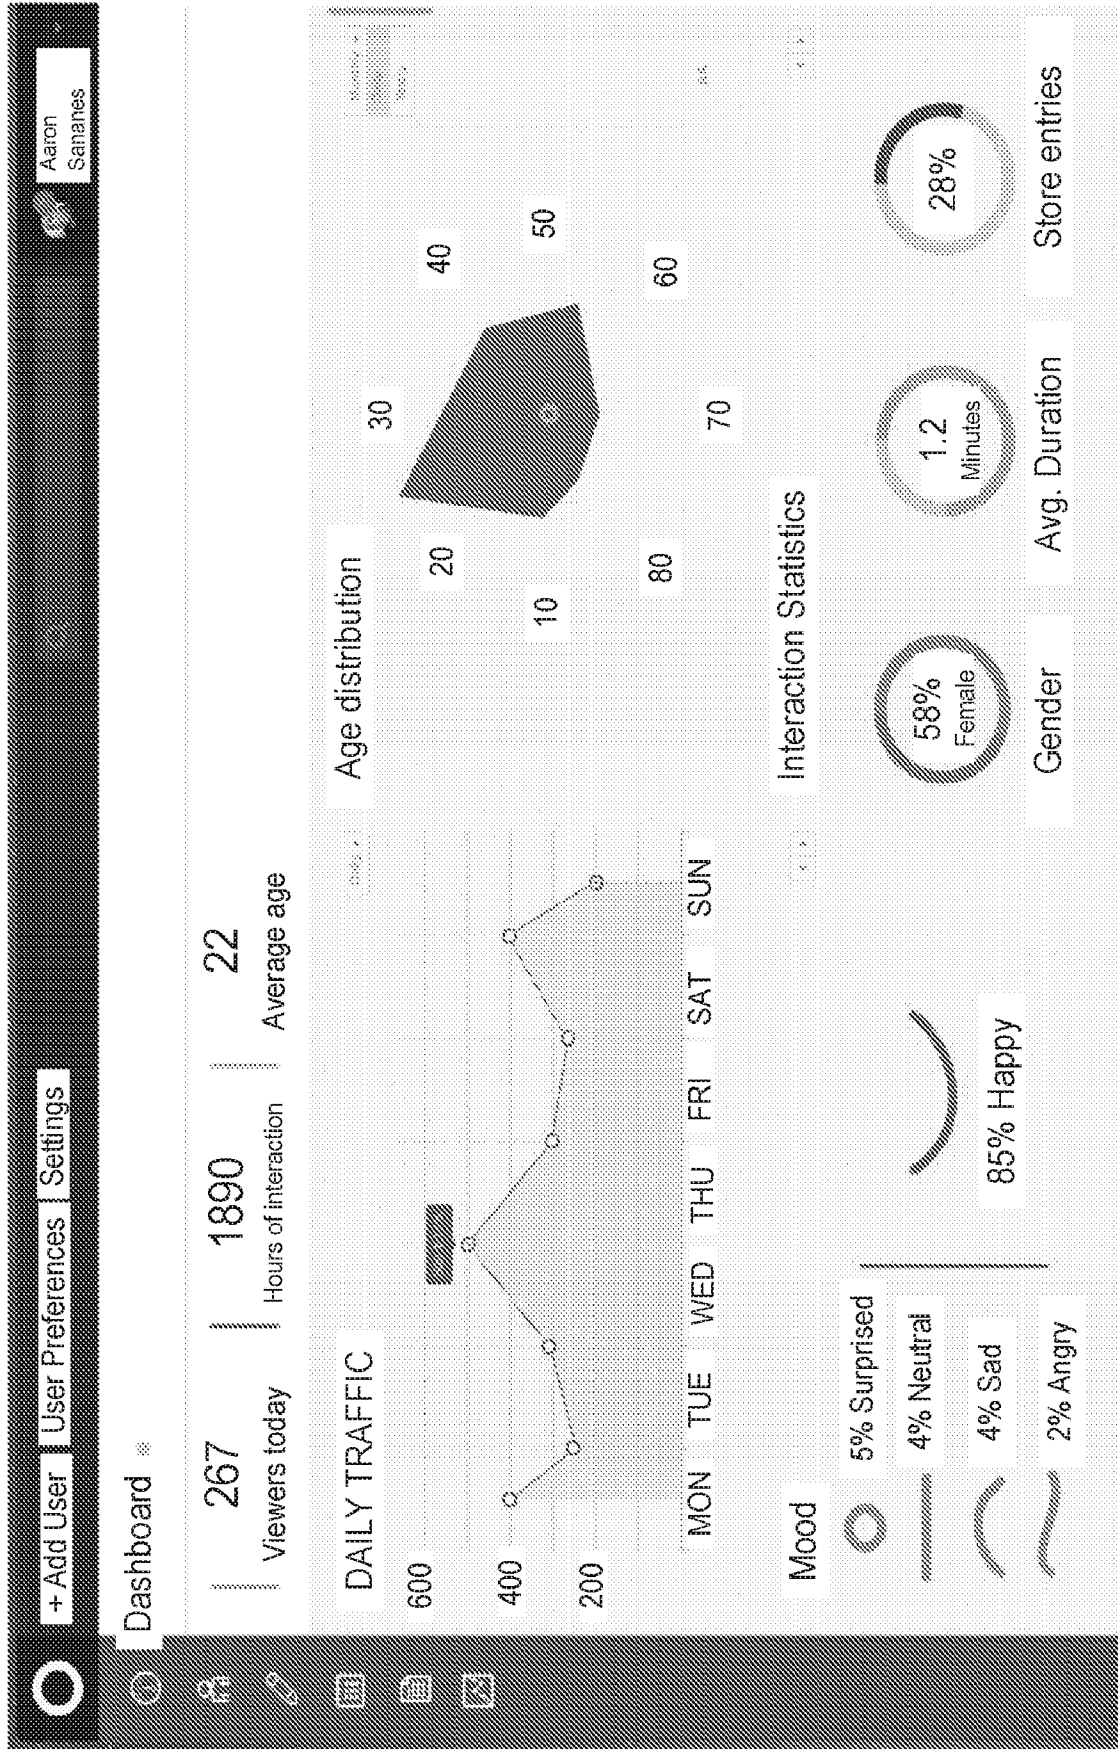 + Add User
User Preferences
Settings
Aaron
Sananes
Dashboard
267
Viewers today
1890
Hours of interaction
22
Average age
DAILY TRAFFIC
600
400
200
MON
TUE
WED
THU
FRI
SAT
SUN
Age distribution
10
20
30
40
50
60
70
80
Mood
5% Surprised
4% Neutral
4% Sad
2% Angry
85% Happy
Interaction Statistics
58%
Female
Gender
1.2
Minutes
Avg. Duration
28%
Store entries